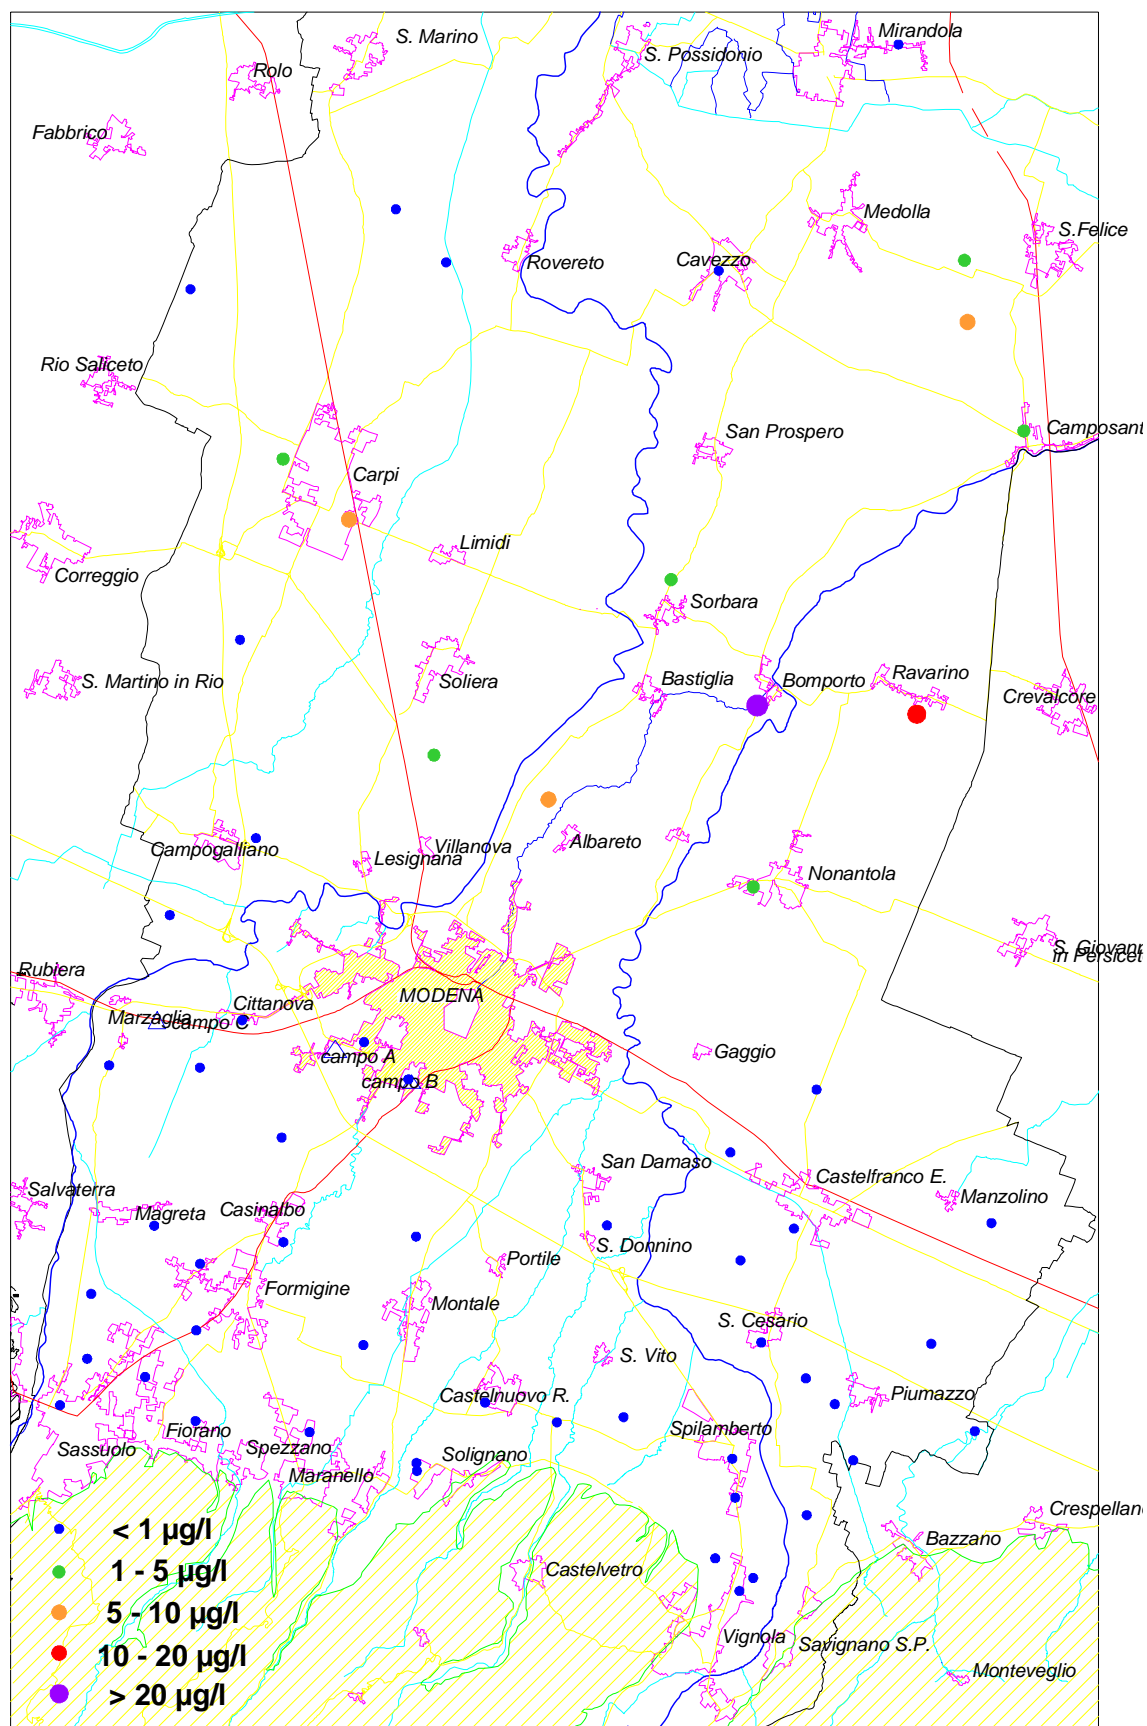 Mirandola
S. Marino
S. Possidonio
Rolo
Fabbrico
Medolla
S.Felice
Rovereto
Cavezzo
Rio Saliceto
San Prospero
Camposant
Carpi
Limidi
Correggio
Sorbara
S. Martino in Rio
Soliera
Bastiglia
Bomporto
Ravarino
Crevalcore
Campogalliano
Lesignana
Villanova
Albareto
Nonantola
S. Giovann
in Persicet
Rubiera
MODENA
Cittanova
Marzaglia
campo C
campo A
campo B
Gaggio
San Damaso
Castelfranco E.
Manzolino
Salvaterra
Magreta
Casinalbo
S. Donnino
Portile
Formigine
Montale
S. Cesario
S. Vito
Castelnuovo R.
Piumazzo
Spilamberto
Fiorano
Spezzano
Sassuolo
Maranello
Solignano
Crespellan
Bazzano
Castelvetro
Vignola
Savignano S.P.
Monteveglio
< 1 µg/l
1 - 5 µg/l
5 - 10 µg/l
10 - 20 µg/l
> 20 µg/l